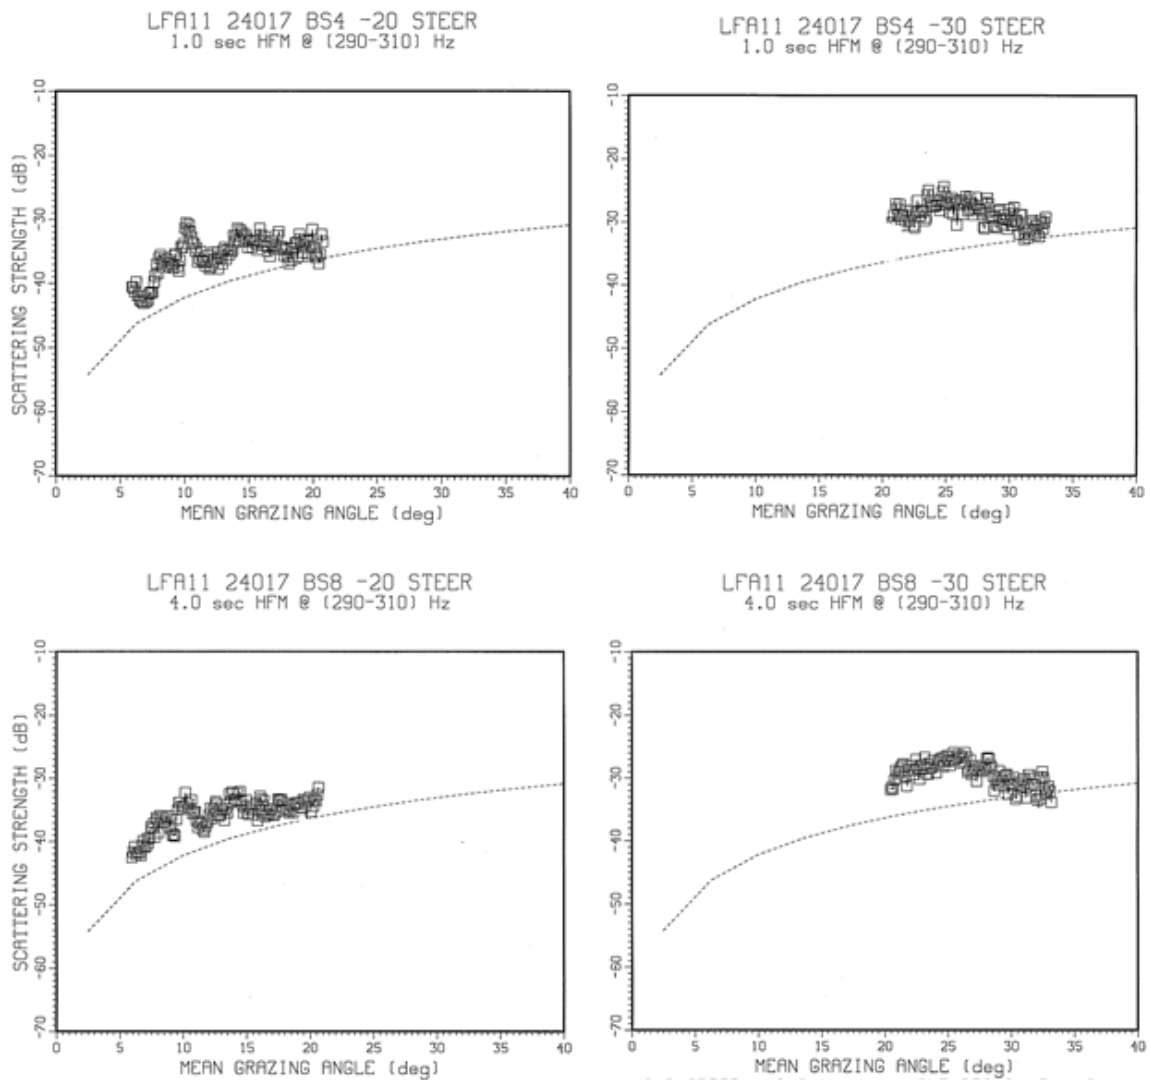 LFA11 24017 BS4 -20 STEER
1.0 sec HFM @ (290-310) Hz
-10
-20
-30
-40
-50
-60
-70
SCATTERING STRENGTH (dB)
0 5 10 15 20 25 30 35 40
MEAN GRAZING ANGLE (deg)
LFA11 24017 BS4 -30 STEER
1.0 sec HFM @ (290-310) Hz
-10
-20
-30
-40
-50
-60
-70
0 5 10 15 20 25 30 35 40
MEAN GRAZING ANGLE (deg)
LFA11 24017 BS8 -20 STEER
4.0 sec HFM @ (290-310) Hz
-10
-20
-30
-40
-50
-60
-70
SCATTERING STRENGTH (dB)
0 5 10 15 20 25 30 35 40
MEAN GRAZING ANGLE (deg)
LFA11 24017 BS8 -30 STEER
4.0 sec HFM @ (290-310) Hz
-10
-20
-30
-40
-50
-60
-70
0 5 10 15 20 25 30 35 40
MEAN GRAZING ANGLE (deg)